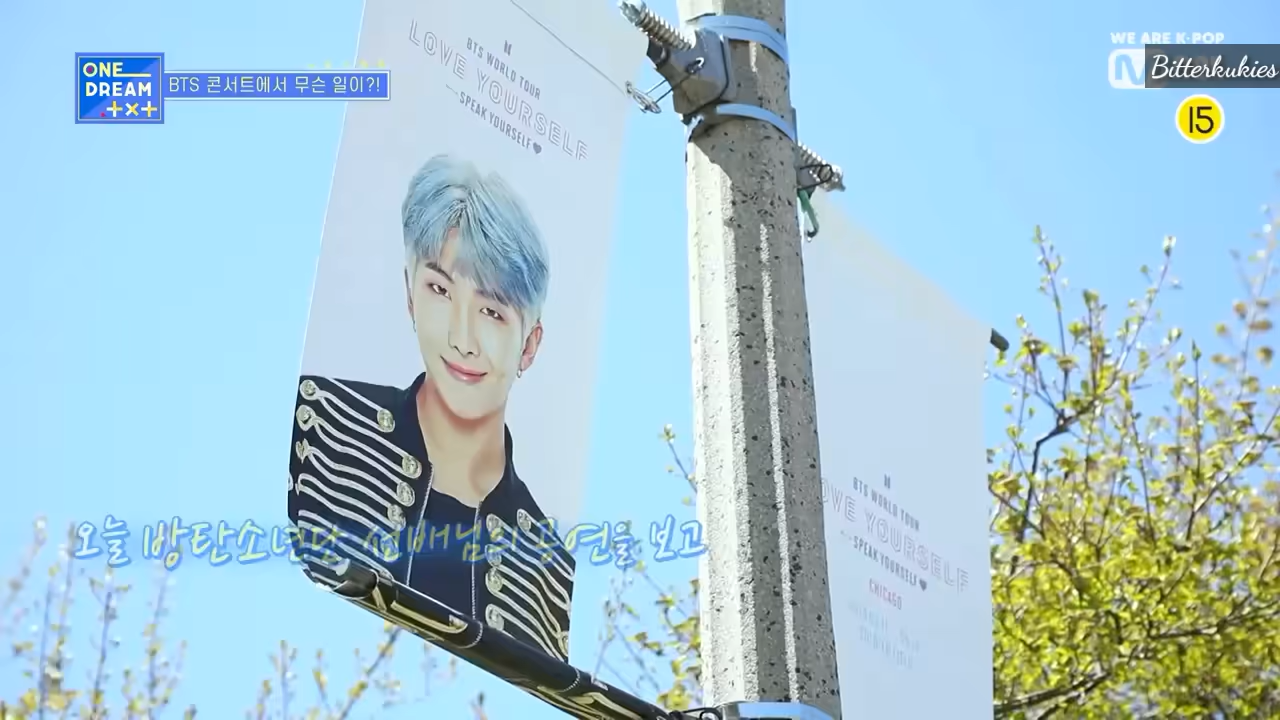 ONE
DREAM
.+x+
BTS 콘서트에서 무슨 일이?!
WE ARE K-POP
Bitterkukies
15
BTS WORLD TOUR
LOVE YOURSELF
SPEAK YOURSELF
오늘 방탄소년단 선배님의 공연을 보고
BTS WORLD TOUR
LOVE YOURSELF
SPEAK YOURSELF
CHICAGO